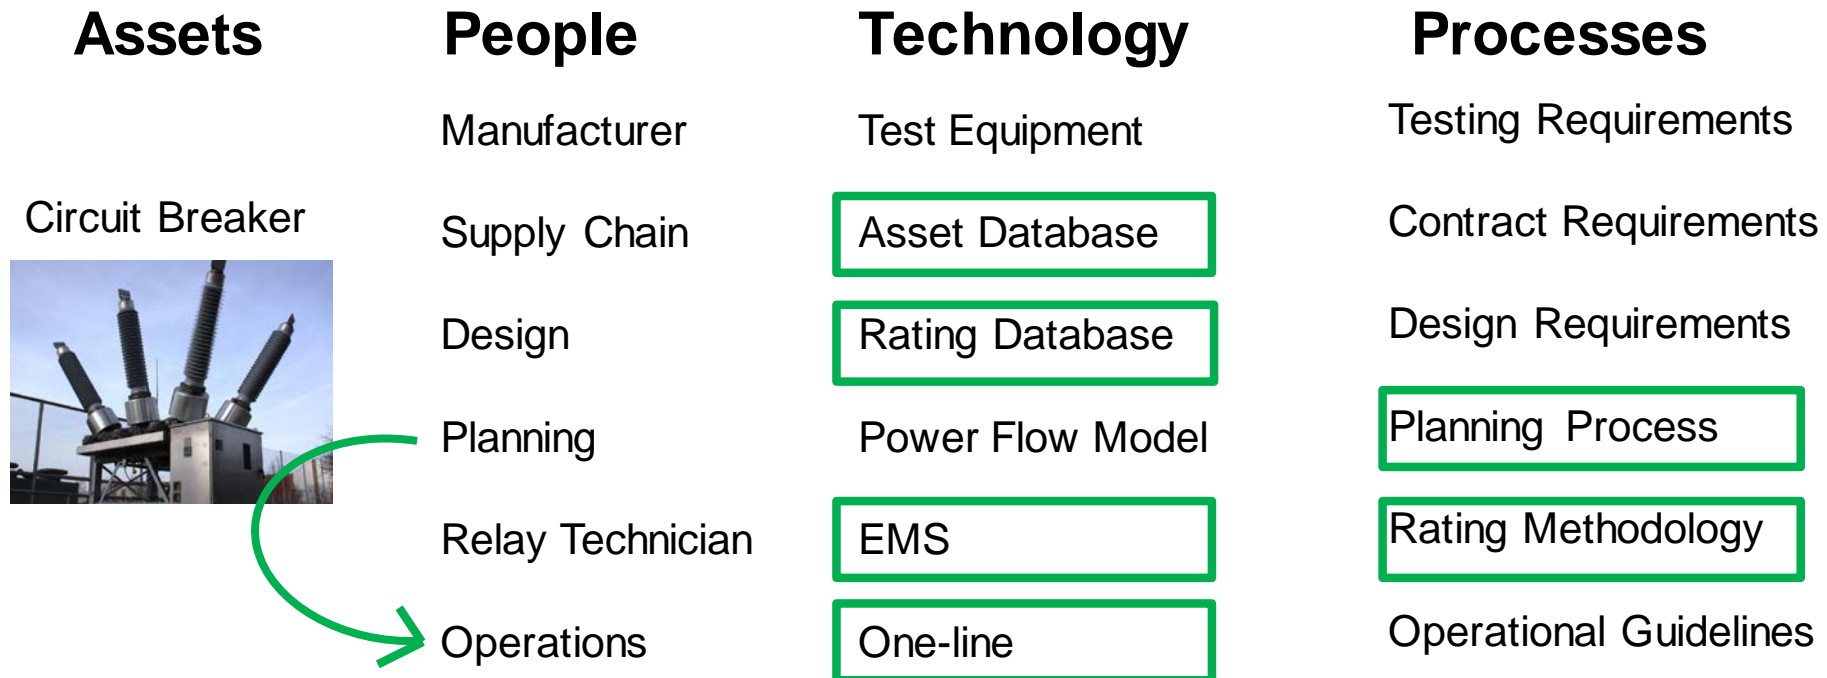 Assets People Technology Processes
Manufacturer Test Equipment Testing Requirements
Circuit Breaker Supply Chain Asset Database Contract Requirements
Design Rating Database Design Requirements
Planning Power Flow Model Planning Process
Relay Technician EMS Rating Methodology
Operations One-line Operational Guidelines